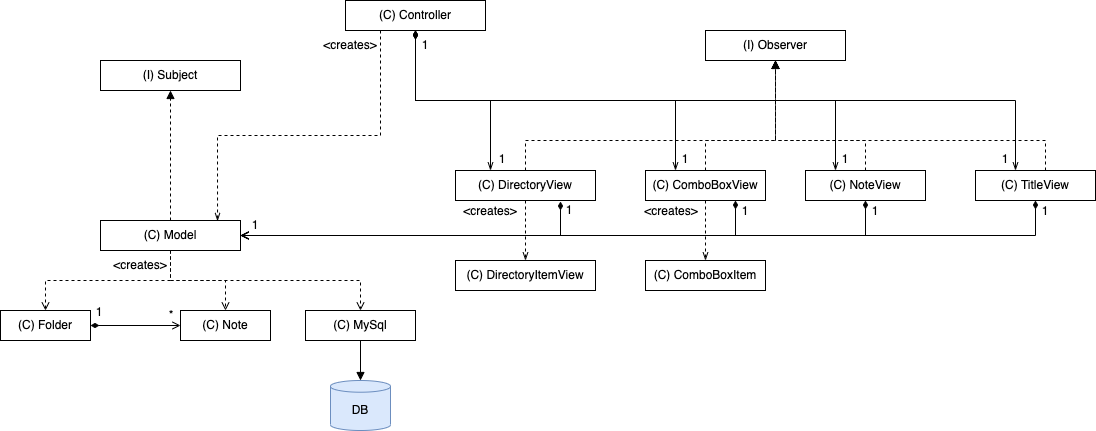 (C) Controller
<creates>
1
(I) Observer
(I) Subject
1
1
1
1
(C) DirectoryView
(C) ComboBoxView
(C) NoteView
(C) TitleView
<creates>
1
<creates>
1
1
1
(C) Model
1
<creates>
(C) DirectoryItemView
(C) ComboBoxItem
(C) Folder
1
*
(C) Note
(C) MySql
DB